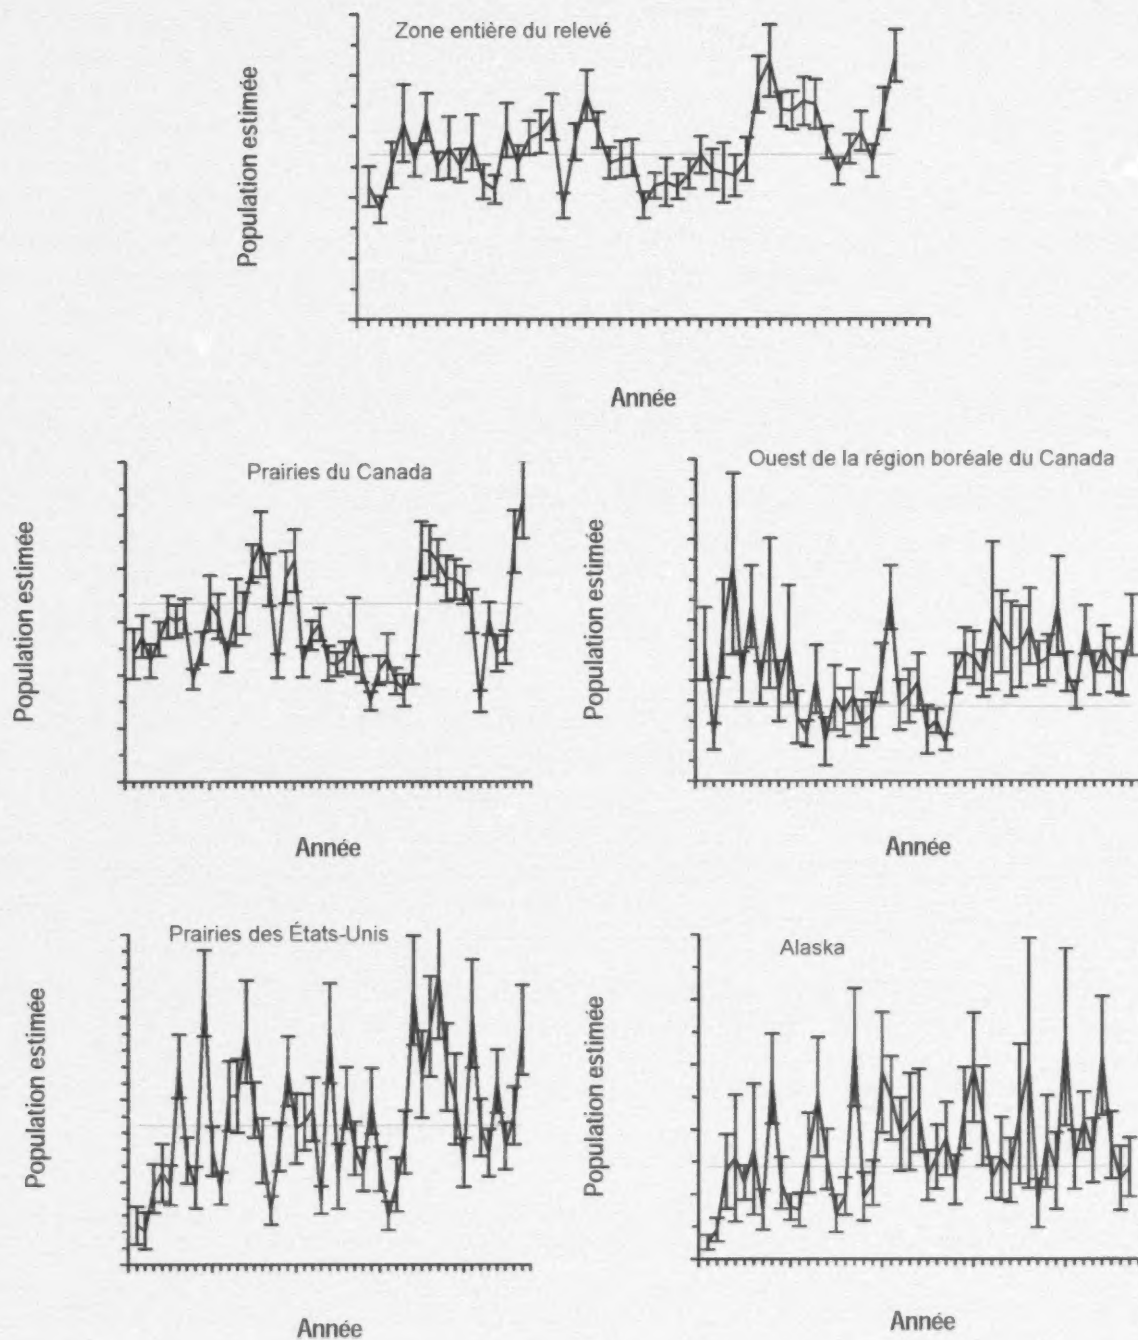 Zone entière du relevé
Population estimée
Année
Prairies du Canada
Population estimée
Année
Ouest de la région boréale du Canada
Population estimée
Année
Prairies des États-Unis
Population estimée
Année
Alaska
Population estimée
Année